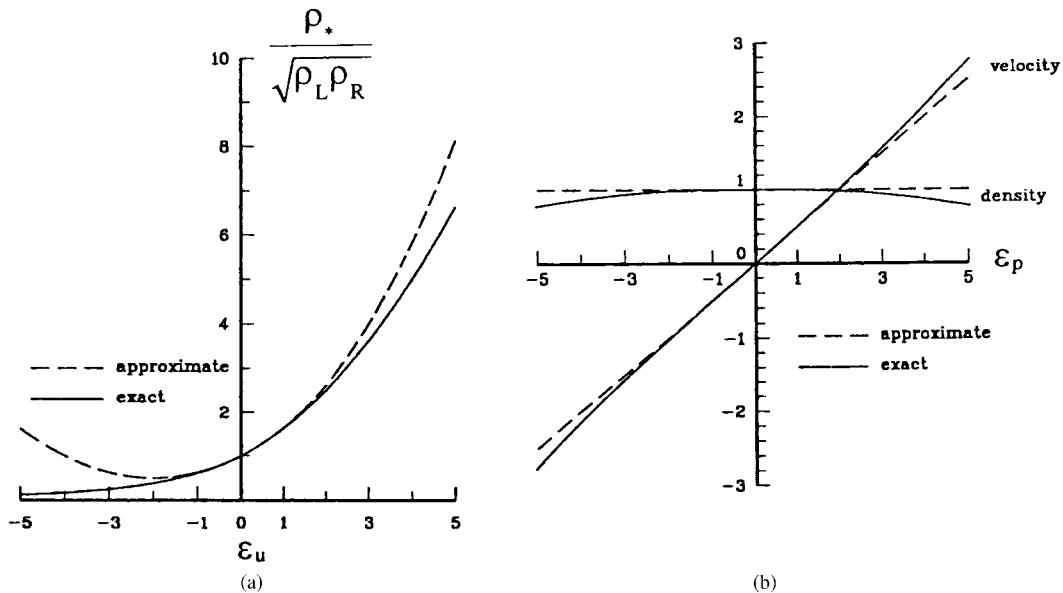 ρ*
√ρLρR
10
8
6
4
2
approximate
exact
-5 -3 -1 0 1 3 5
εu
(a)
3
2
1
0
-1
-2
-3
velocity
density
-5 -3 -1 1 3 5
εp
approximate
exact
(b)